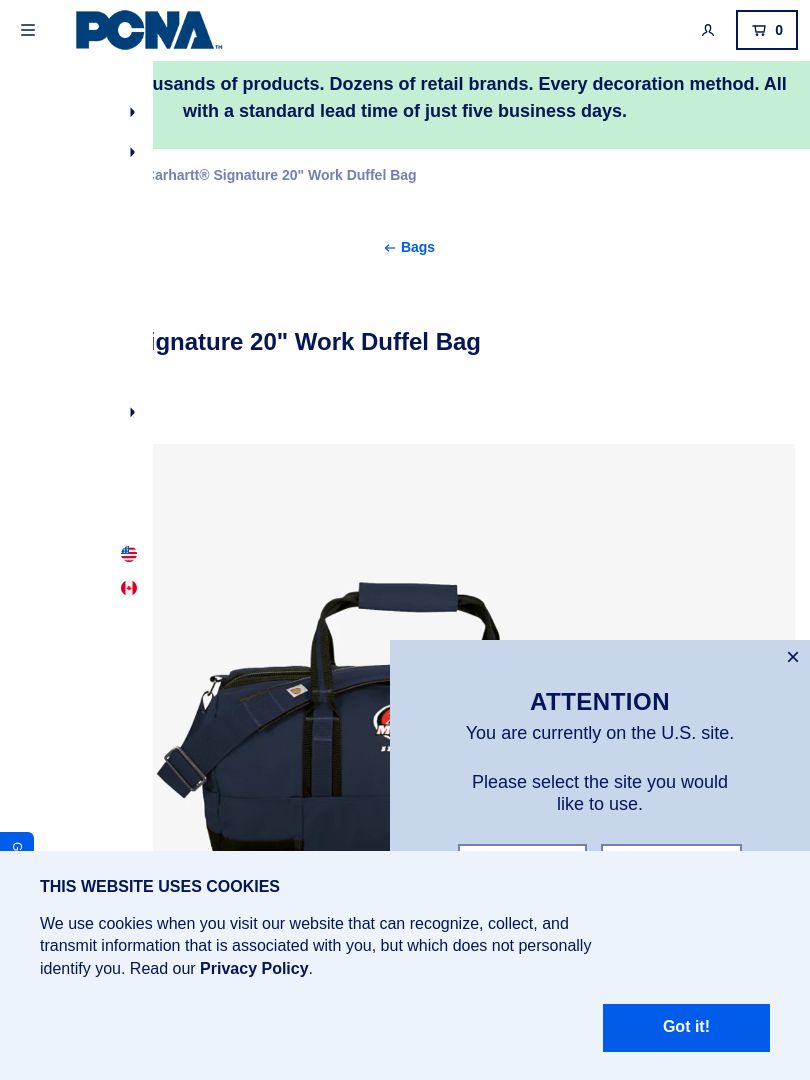 PCNA™
0
usands of products. Dozens of retail brands. Every decoration method. All
with a standard lead time of just five business days.
Carhartt® Signature 20" Work Duffel Bag
← Bags
ignature 20" Work Duffel Bag
ATTENTION
You are currently on the U.S. site.
Please select the site you would
like to use.
G
THIS WEBSITE USES COOKIES
We use cookies when you visit our website that can recognize, collect, and
transmit information that is associated with you, but which does not personally
identify you. Read our Privacy Policy.
Got it!